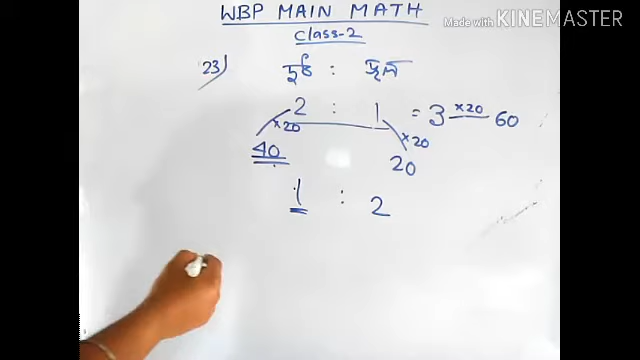 WBP MAIN MATH
Made with KINEMASTER
Class-2
23) দুধ : জল
2 : 1 = 3 ×20 60
×20 ×20
40 20
1 : 2